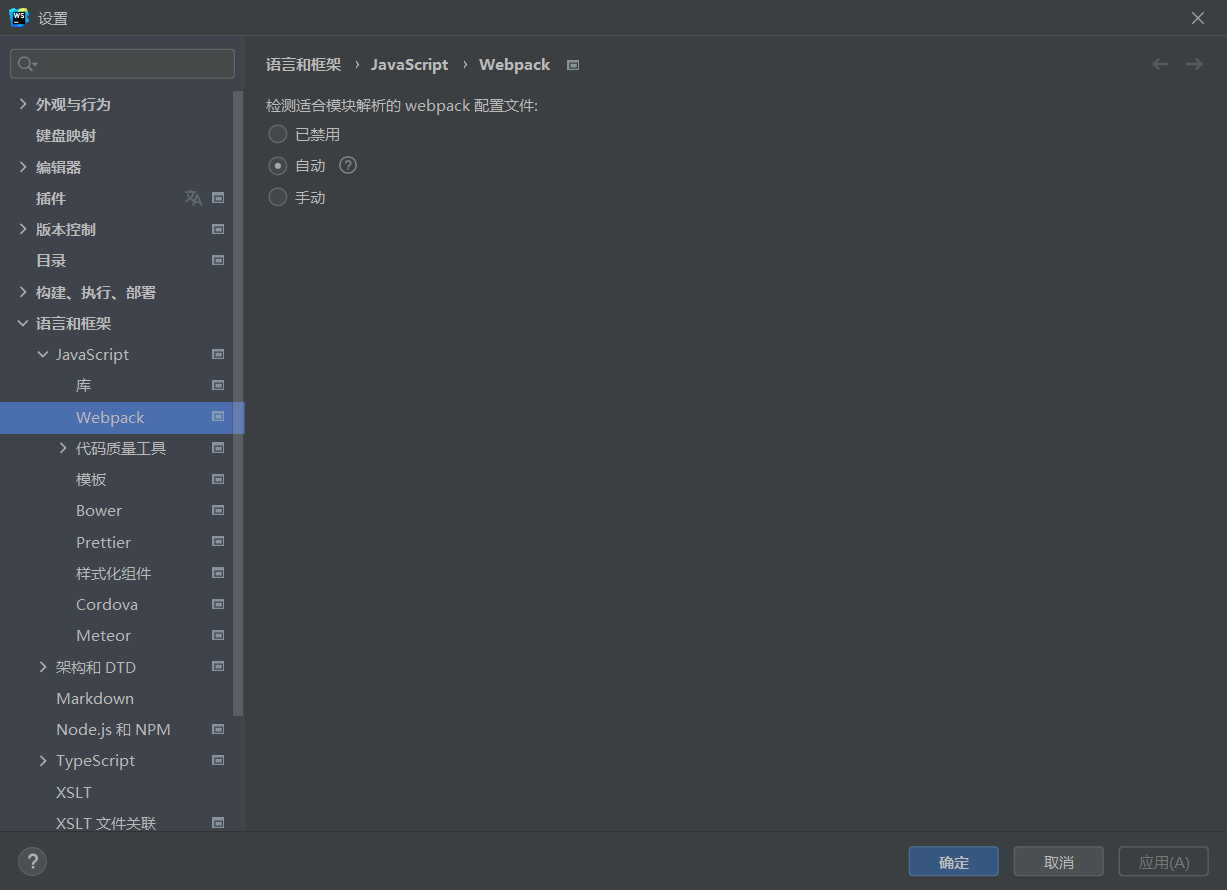 设置
外观与行为
键盘映射
编辑器
插件
版本控制
目录
构建、执行、部署
语言和框架
JavaScript
库
Webpack
代码质量工具
模板
Bower
Prettier
样式化组件
Cordova
Meteor
架构和 DTD
Markdown
Node.js 和 NPM
TypeScript
XSLT
XSLT 文件关联
语言和框架 › JavaScript › Webpack
检测适合模块解析的 webpack 配置文件:
已禁用
自动 ?
手动
?
确定 取消 应用(A)